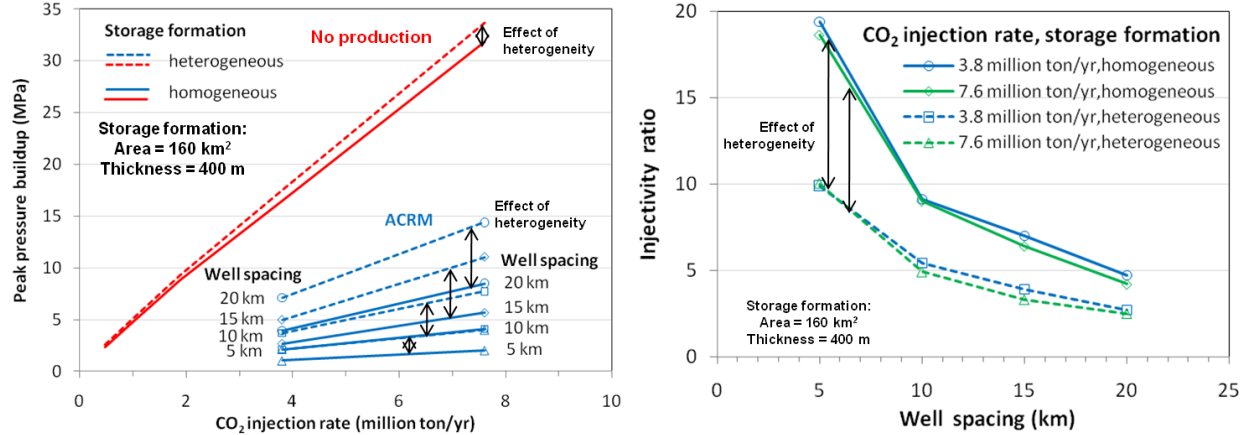 Peak pressure buildup (MPa)
35
30
25
20
15
10
5
0
Storage formation
heterogeneous
homogeneous
Storage formation:
Area = 160 km²
Thickness = 400 m
No production
Effect of
heterogeneity
ACRM
Effect of
heterogeneity
Well spacing
20 km
15 km
10 km
5 km
Well spacing
20 km
15 km
10 km
5 km
0
2
4
6
8
10
CO₂ injection rate (million ton/yr)
Injectivity ratio
20
15
10
5
0
CO₂ injection rate, storage formation
3.8 million ton/yr,homogeneous
7.6 million ton/yr,homogeneous
3.8 million ton/yr,heterogeneous
7.6 million ton/yr,heterogeneous
Effect of
heterogeneity
Storage formation:
Area = 160 km²
Thickness = 400 m
0
5
10
15
20
25
Well spacing (km)